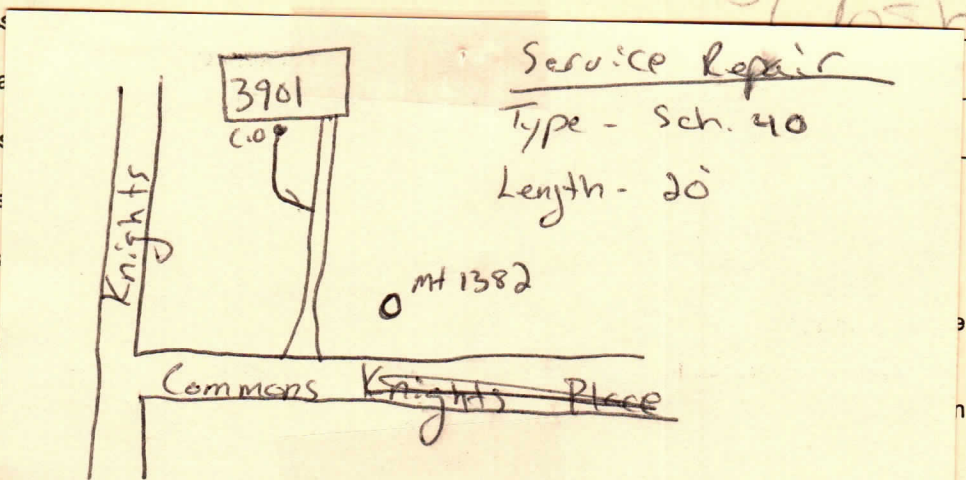 Service Repair
3901
Type - Sch. 40
C.O
Length - 20'
Knights
MH 1382
Commons Knights Place